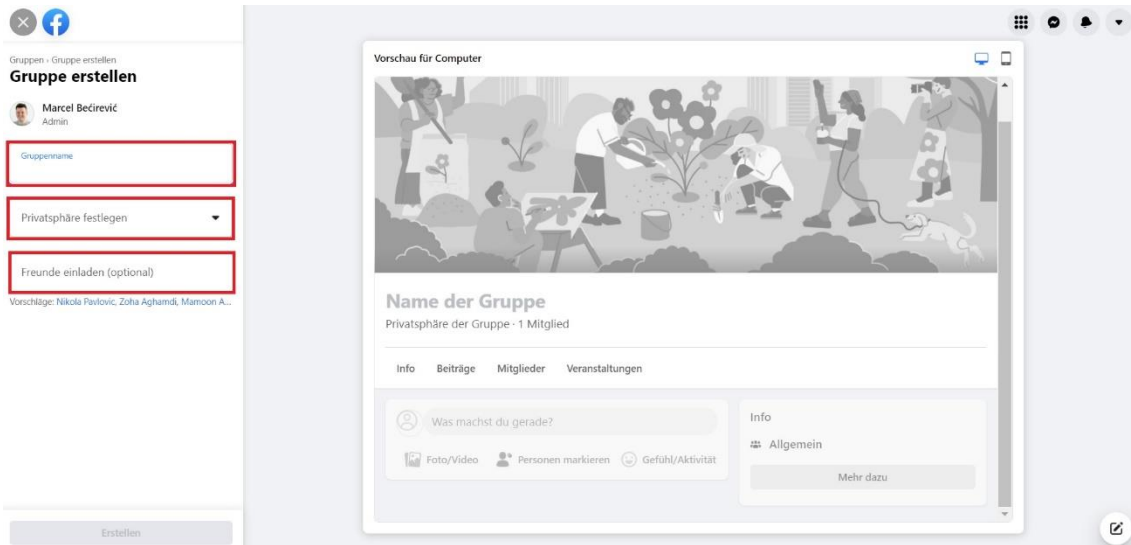 Gruppen › Gruppe erstellen
Gruppe erstellen
Marcel Bećirević
Admin
Gruppenname
Privatsphäre festlegen
Freunde einladen (optional)
Vorschläge: Nikola Pavlovic, Zoha Aghamdi, Mamoon A...
Erstellen
Vorschau für Computer
Name der Gruppe
Privatsphäre der Gruppe · 1 Mitglied
Info Beiträge Mitglieder Veranstaltungen
Was machst du gerade?
Foto/Video Personen markieren Gefühl/Aktivität
Info
Allgemein
Mehr dazu